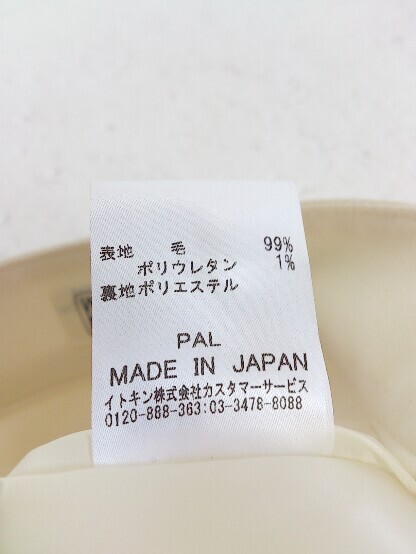 表地 毛 99%
ポリウレタン 1%
裏地ポリエステル
PAL
MADE IN JAPAN
イトキン株式会社カスタマーサービス
0120-888-363:03-3478-8088